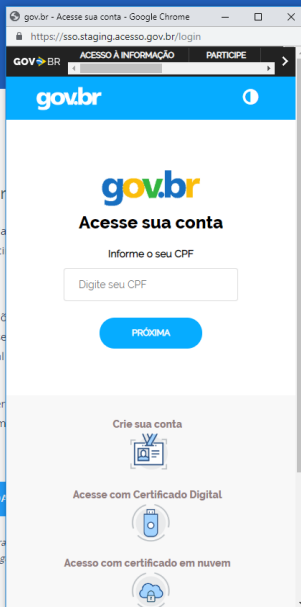 gov.br - Acesse sua conta - Google Chrome
https://sso.staging.acesso.gov.br/login
GOV BR ACESSO À INFORMAÇÃO PARTICIPE
gov.br
gov.br
Acesse sua conta
Informe o seu CPF
Digite seu CPF
PRÓXIMA
Crie sua conta
Acesse com Certificado Digital
Acesso com certificado em nuvem